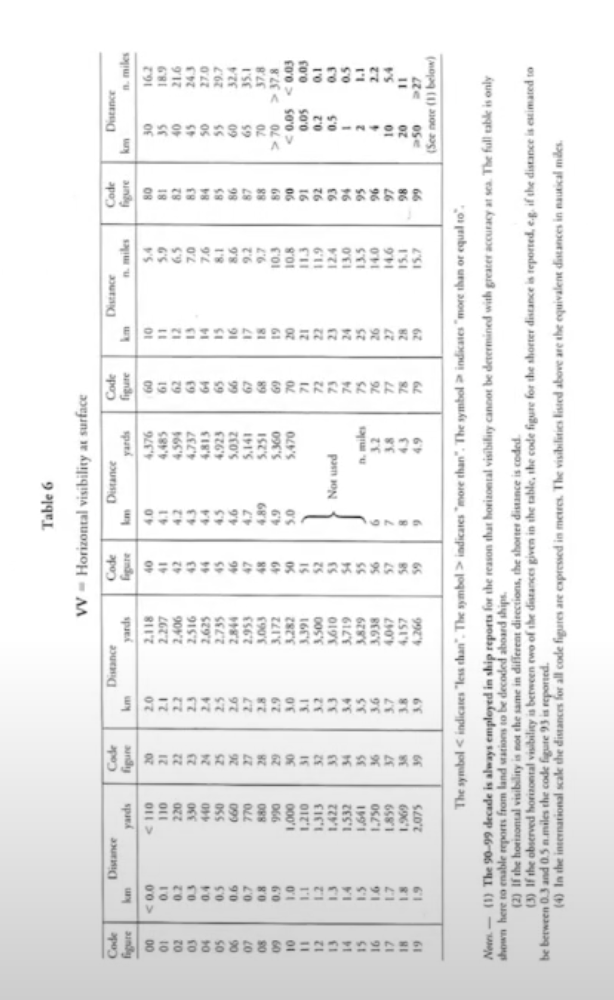 Table 6
VV = Horizontal visibility at surface
Code figure Distance km yards Code figure Distance km yards Code figure Distance km yards Code figure Distance km n. miles Code figure Distance km n. miles
00 < 0.0 < 110 20 2.0 2,118 40 4.0 4,376 60 10 5.4 80 30 16.2
01 0.1 110 21 2.1 2,297 41 4.1 4,485 61 11 5.9 81 35 18.9
02 0.2 220 22 2.2 2,406 42 4.2 4,594 62 12 6.5 82 40 21.6
03 0.3 330 23 2.3 2,516 43 4.3 4,737 63 13 7.0 83 45 24.3
04 0.4 440 24 2.4 2,625 44 4.4 4,813 64 14 7.6 84 50 27.0
05 0.5 550 25 2.5 2,735 45 4.5 4,923 65 15 8.1 85 55 29.7
06 0.6 660 26 2.6 2,844 46 4.6 5,032 66 16 8.6 86 60 32.4
07 0.7 770 27 2.7 2,953 47 4.7 5,141 67 17 9.2 87 65 35.1
08 0.8 880 28 2.8 3,063 48 4.89 5,251 68 18 9.7 88 70 37.8
09 0.9 990 29 2.9 3,172 49 4.9 5,360 69 19 10.3 89 > 70 > 37.8
10 1.0 1,000 30 3.0 3,282 50 5.0 5,470 70 20 10.8 90 < 0.05 < 0.03
11 1.1 1,210 31 3.1 3,391 51 71 21 11.3 91 0.05 0.03
12 1.2 1,313 32 3.2 3,500 52 72 22 11.9 92 0.2 0.1
13 1.3 1,422 33 3.3 3,610 53 Not used 73 23 12.4 93 0.5 0.3
14 1.4 1,532 34 3.4 3,719 54 74 24 13.0 94 1 0.5
15 1.5 1,641 35 3.5 3,829 55 n. miles 75 25 13.5 95 2 1.1
16 1.6 1,750 36 3.6 3,938 56 6 3.2 76 26 14.0 96 4 2.2
17 1.7 1,859 37 3.7 4,047 57 7 3.8 77 27 14.6 97 10 5.4
18 1.8 1,969 38 3.8 4,157 58 8 4.3 78 28 15.1 98 20 11
19 1.9 2,075 39 3.9 4,266 59 9 4.9 79 29 15.7 99 ≥50 ≥27
(See note (1) below)
The symbol < indicates "less than". The symbol > indicates "more than". The symbol ≥ indicates "more than or equal to".
Notes. — (1) The 90–99 decade is always employed in ship reports for the reason that horizontal visibility cannot be determined with greater accuracy at sea. The full table is only
shown here to enable reports from land stations to be decoded aboard ships.
(2) If the horizontal visibility is not the same in different directions, the shorter distance is coded.
(3) If the observed horizontal visibility is between two of the distances given in the table, the code figure for the shorter distance is reported, e.g. if the distance is estimated to
be between 0.3 and 0.5 n.miles the code figure 93 is reported.
(4) In the international scale the distances for all code figures are expressed in metres. The visibilities listed above are the equivalent distances in nautical miles.